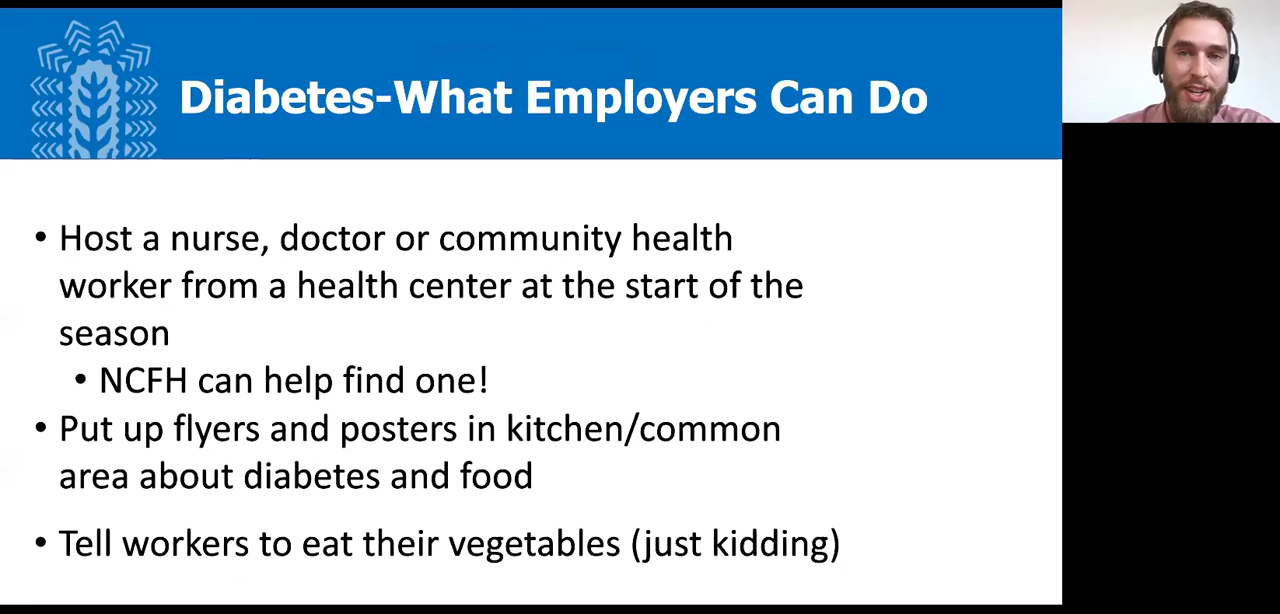 Diabetes-What Employers Can Do
• Host a nurse, doctor or community health
worker from a health center at the start of the
season
• NCFH can help find one!
• Put up flyers and posters in kitchen/common
area about diabetes and food
• Tell workers to eat their vegetables (just kidding)